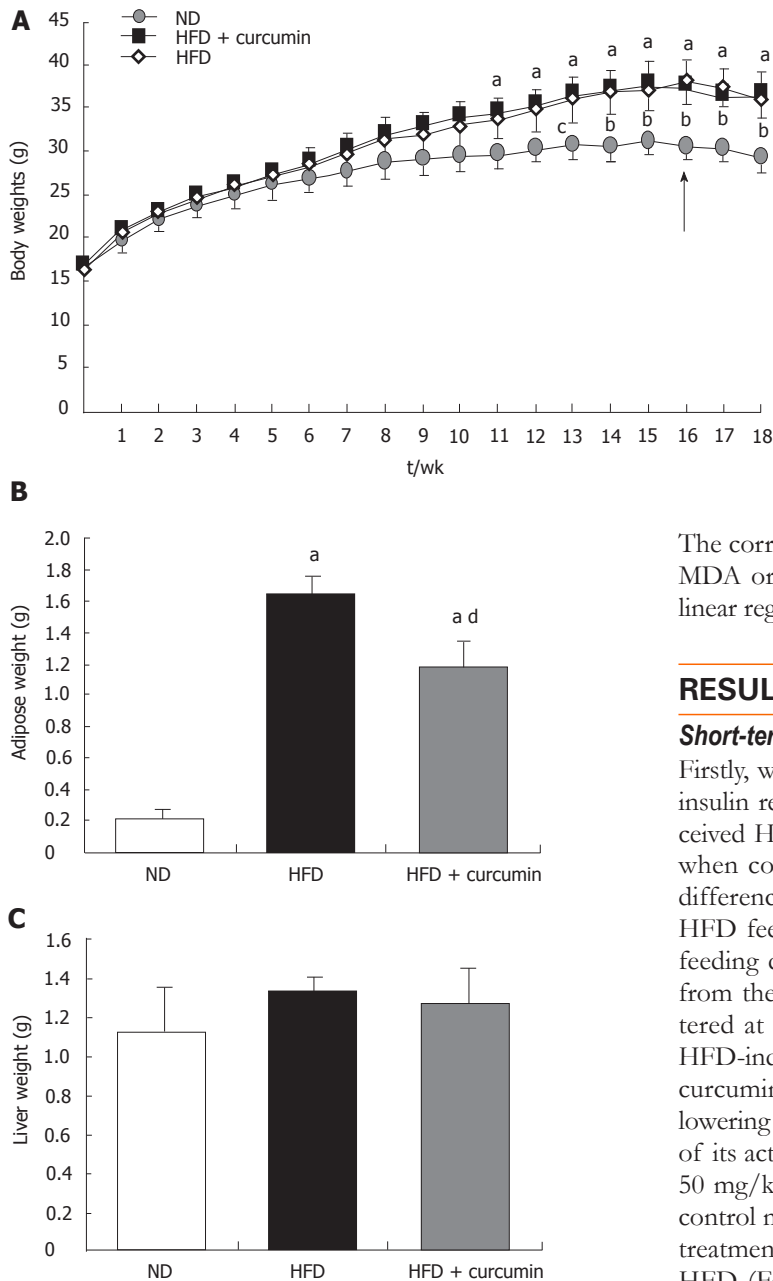 A
45
40
35
30
25
20
15
10
5
0
Body weights (g)
ND
HFD + curcumin
HFD
a a a a a a a a
c b b b b b
1 2 3 4 5 6 7 8 9 10 11 12 13 14 15 16 17 18
t/wk
B
2.0
1.8
1.6
1.4
1.2
1.0
0.8
0.6
0.4
0.2
0
Adipose weight (g)
a
a d
ND HFD HFD + curcumin
C
1.6
1.4
1.2
1.0
0.8
0.6
0.4
0.2
0
Liver weight (g)
ND HFD HFD + curcumin
The corr
MDA or
linear reg
RESUL
Short-ter
Firstly, w
insulin re
ceived H
when co
difference
HFD fee
feeding c
from the
tered at
HFD-ind
curcumin
lowering
of its act
50 mg/k
control n
treatment
HFD (F